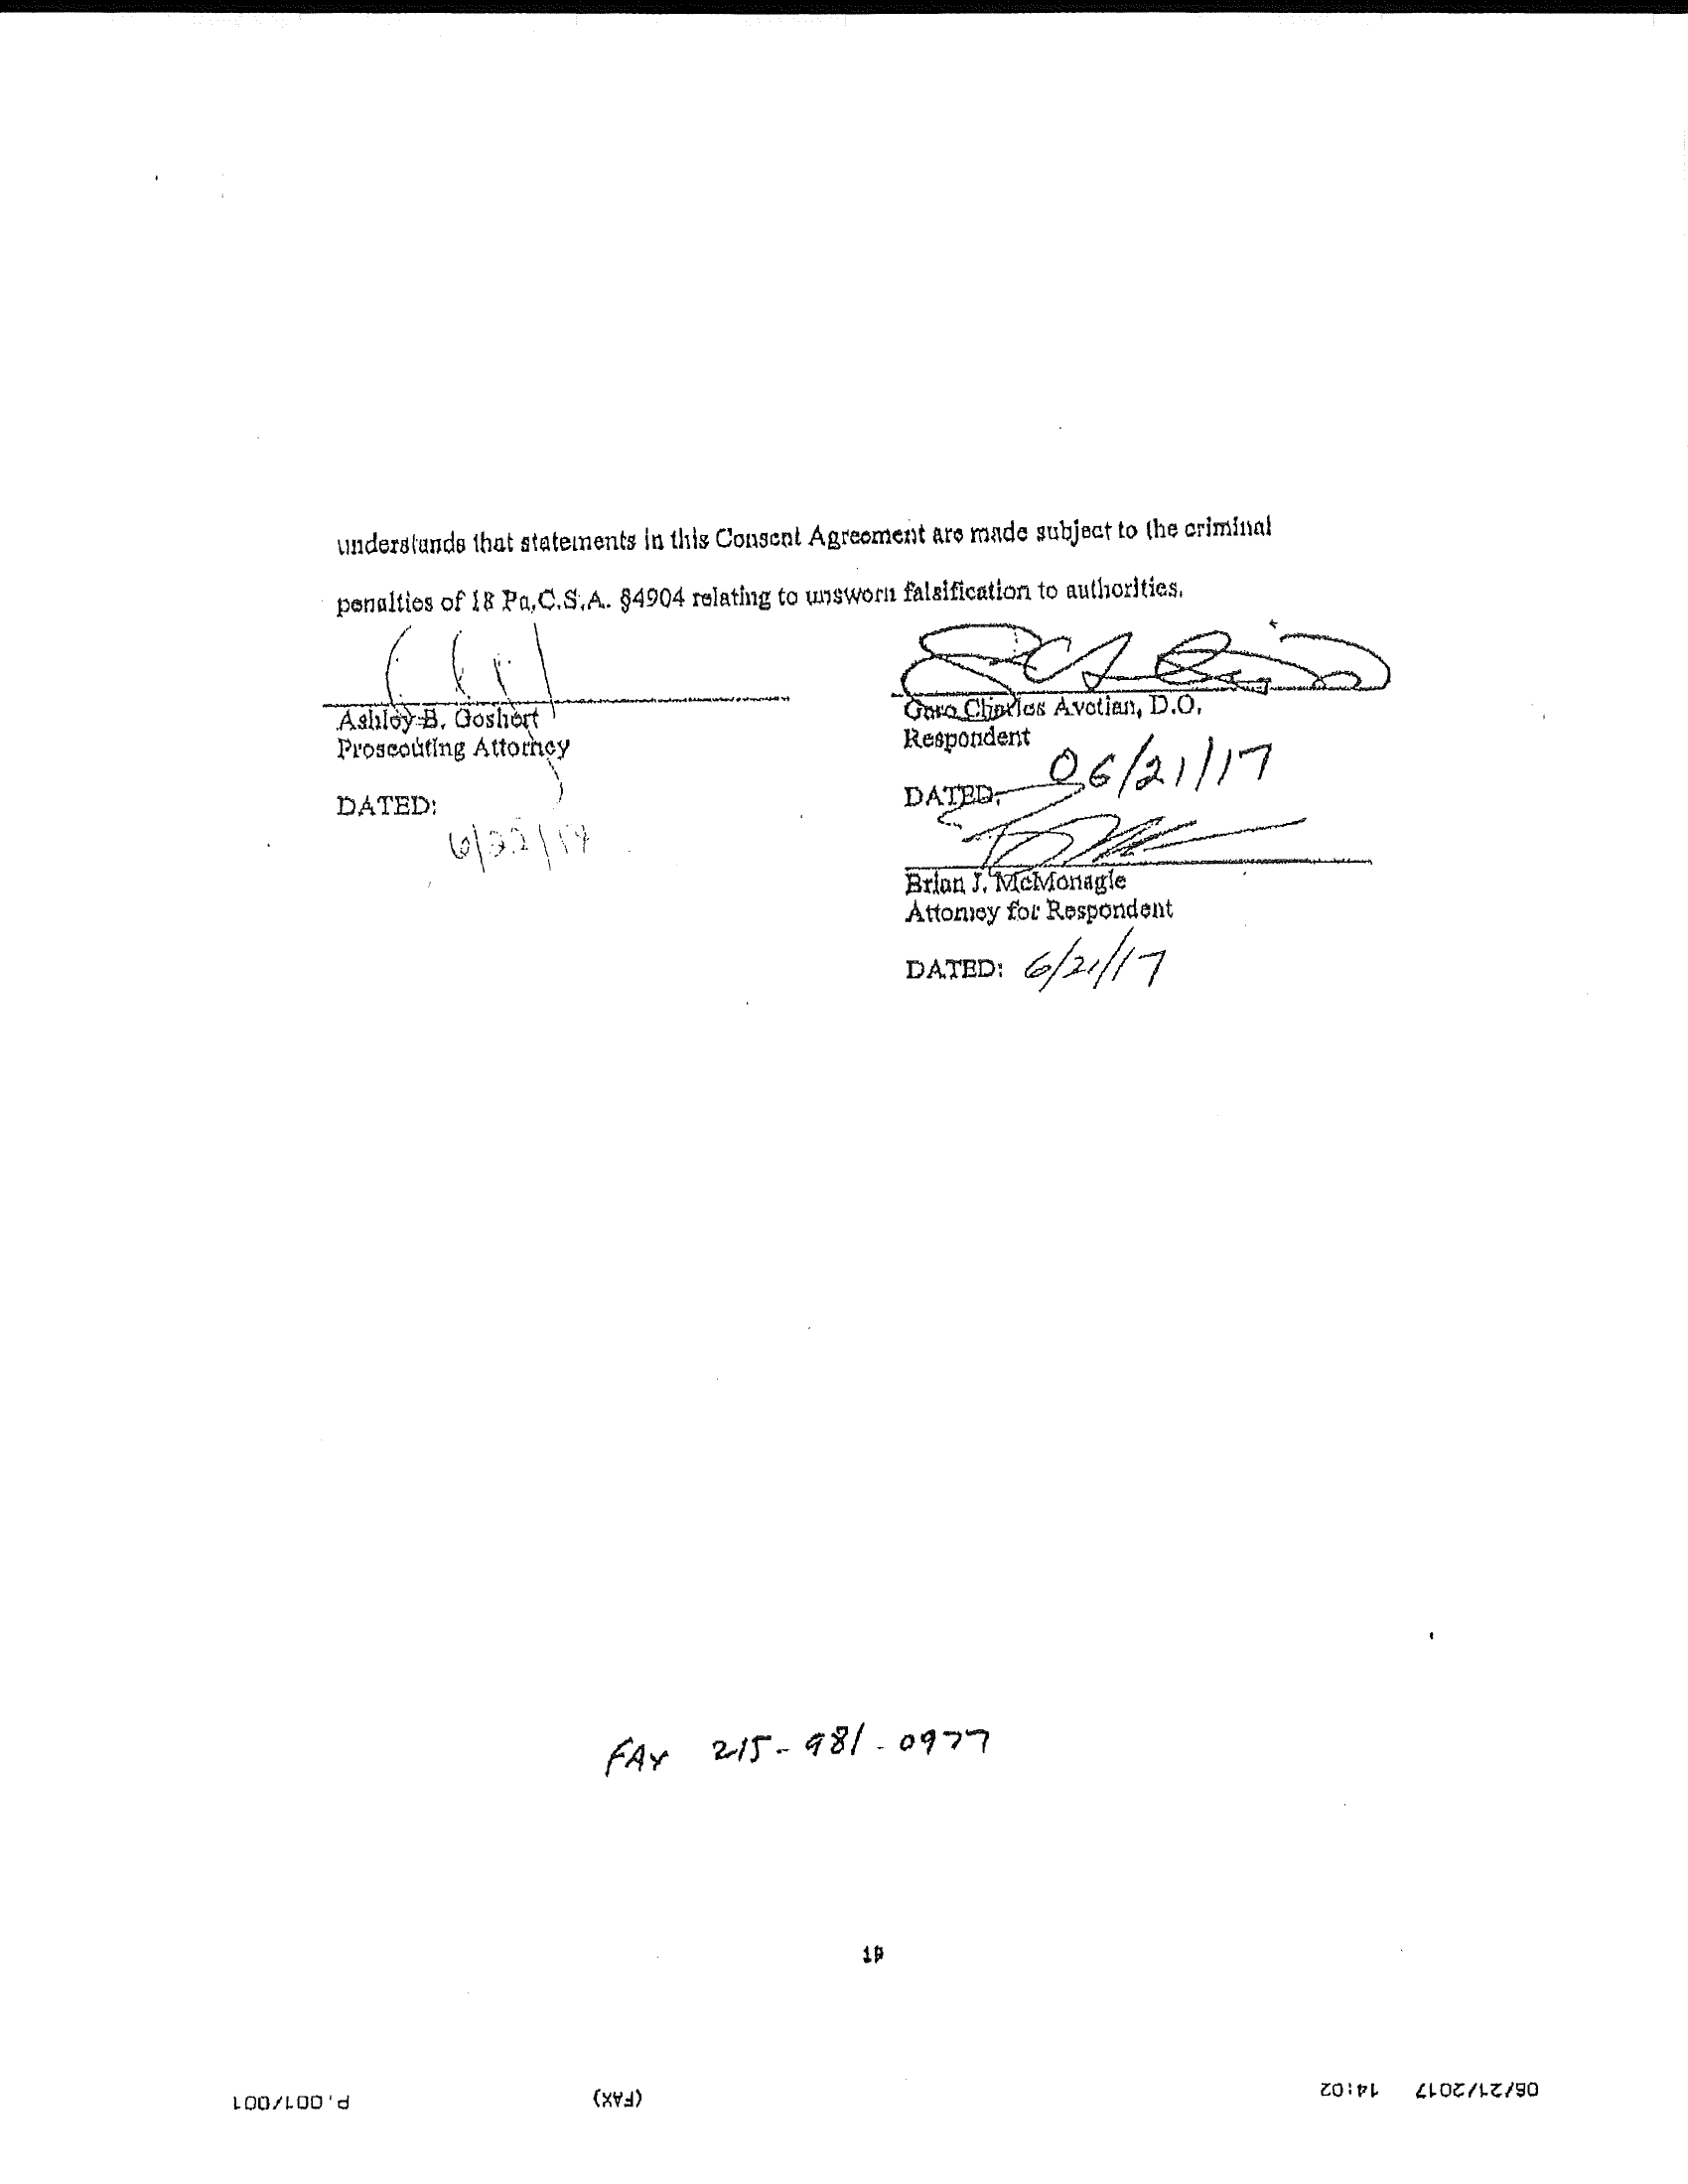 understands that statements in this Consent Agreement are made subject to the criminal
penalties of 18 Pa.C.S.A. §4904 relating to unsworn falsification to authorities.
Ashley B. Goshert
Prosecuting Attorney
DATED:
6/22/17
Garo Charles Avetian, D.O.
Respondent
DATED:
06/21/17
Brian J. McMonagle
Attorney for Respondent
DATED: 6/21/17
FAX 215-981-0977
06/21/2017 14:02 (FAX) P.001/001